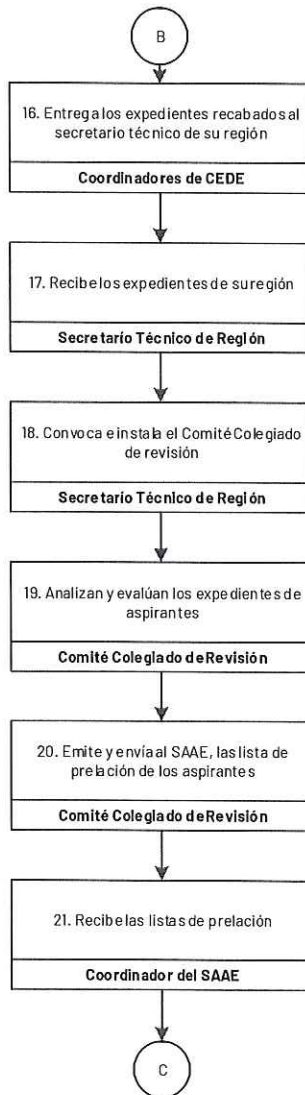 B
16. Entrega los expedientes recabados al
secretario técnico de su región
Coordinadores de CEDE
17. Recibe los expedientes de su región
Secretario Técnico de Región
18. Convoca e instala el Comité Colegiado
de revisión
Secretario Técnico de Región
19. Analizan y evalúan los expedientes de
aspirantes
Comité Colegiado de Revisión
20. Emite y envía al SAAE, las lista de
prelación de los aspirantes
Comité Colegiado de Revisión
21. Recibe las listas de prelación
Coordinador del SAAE
C